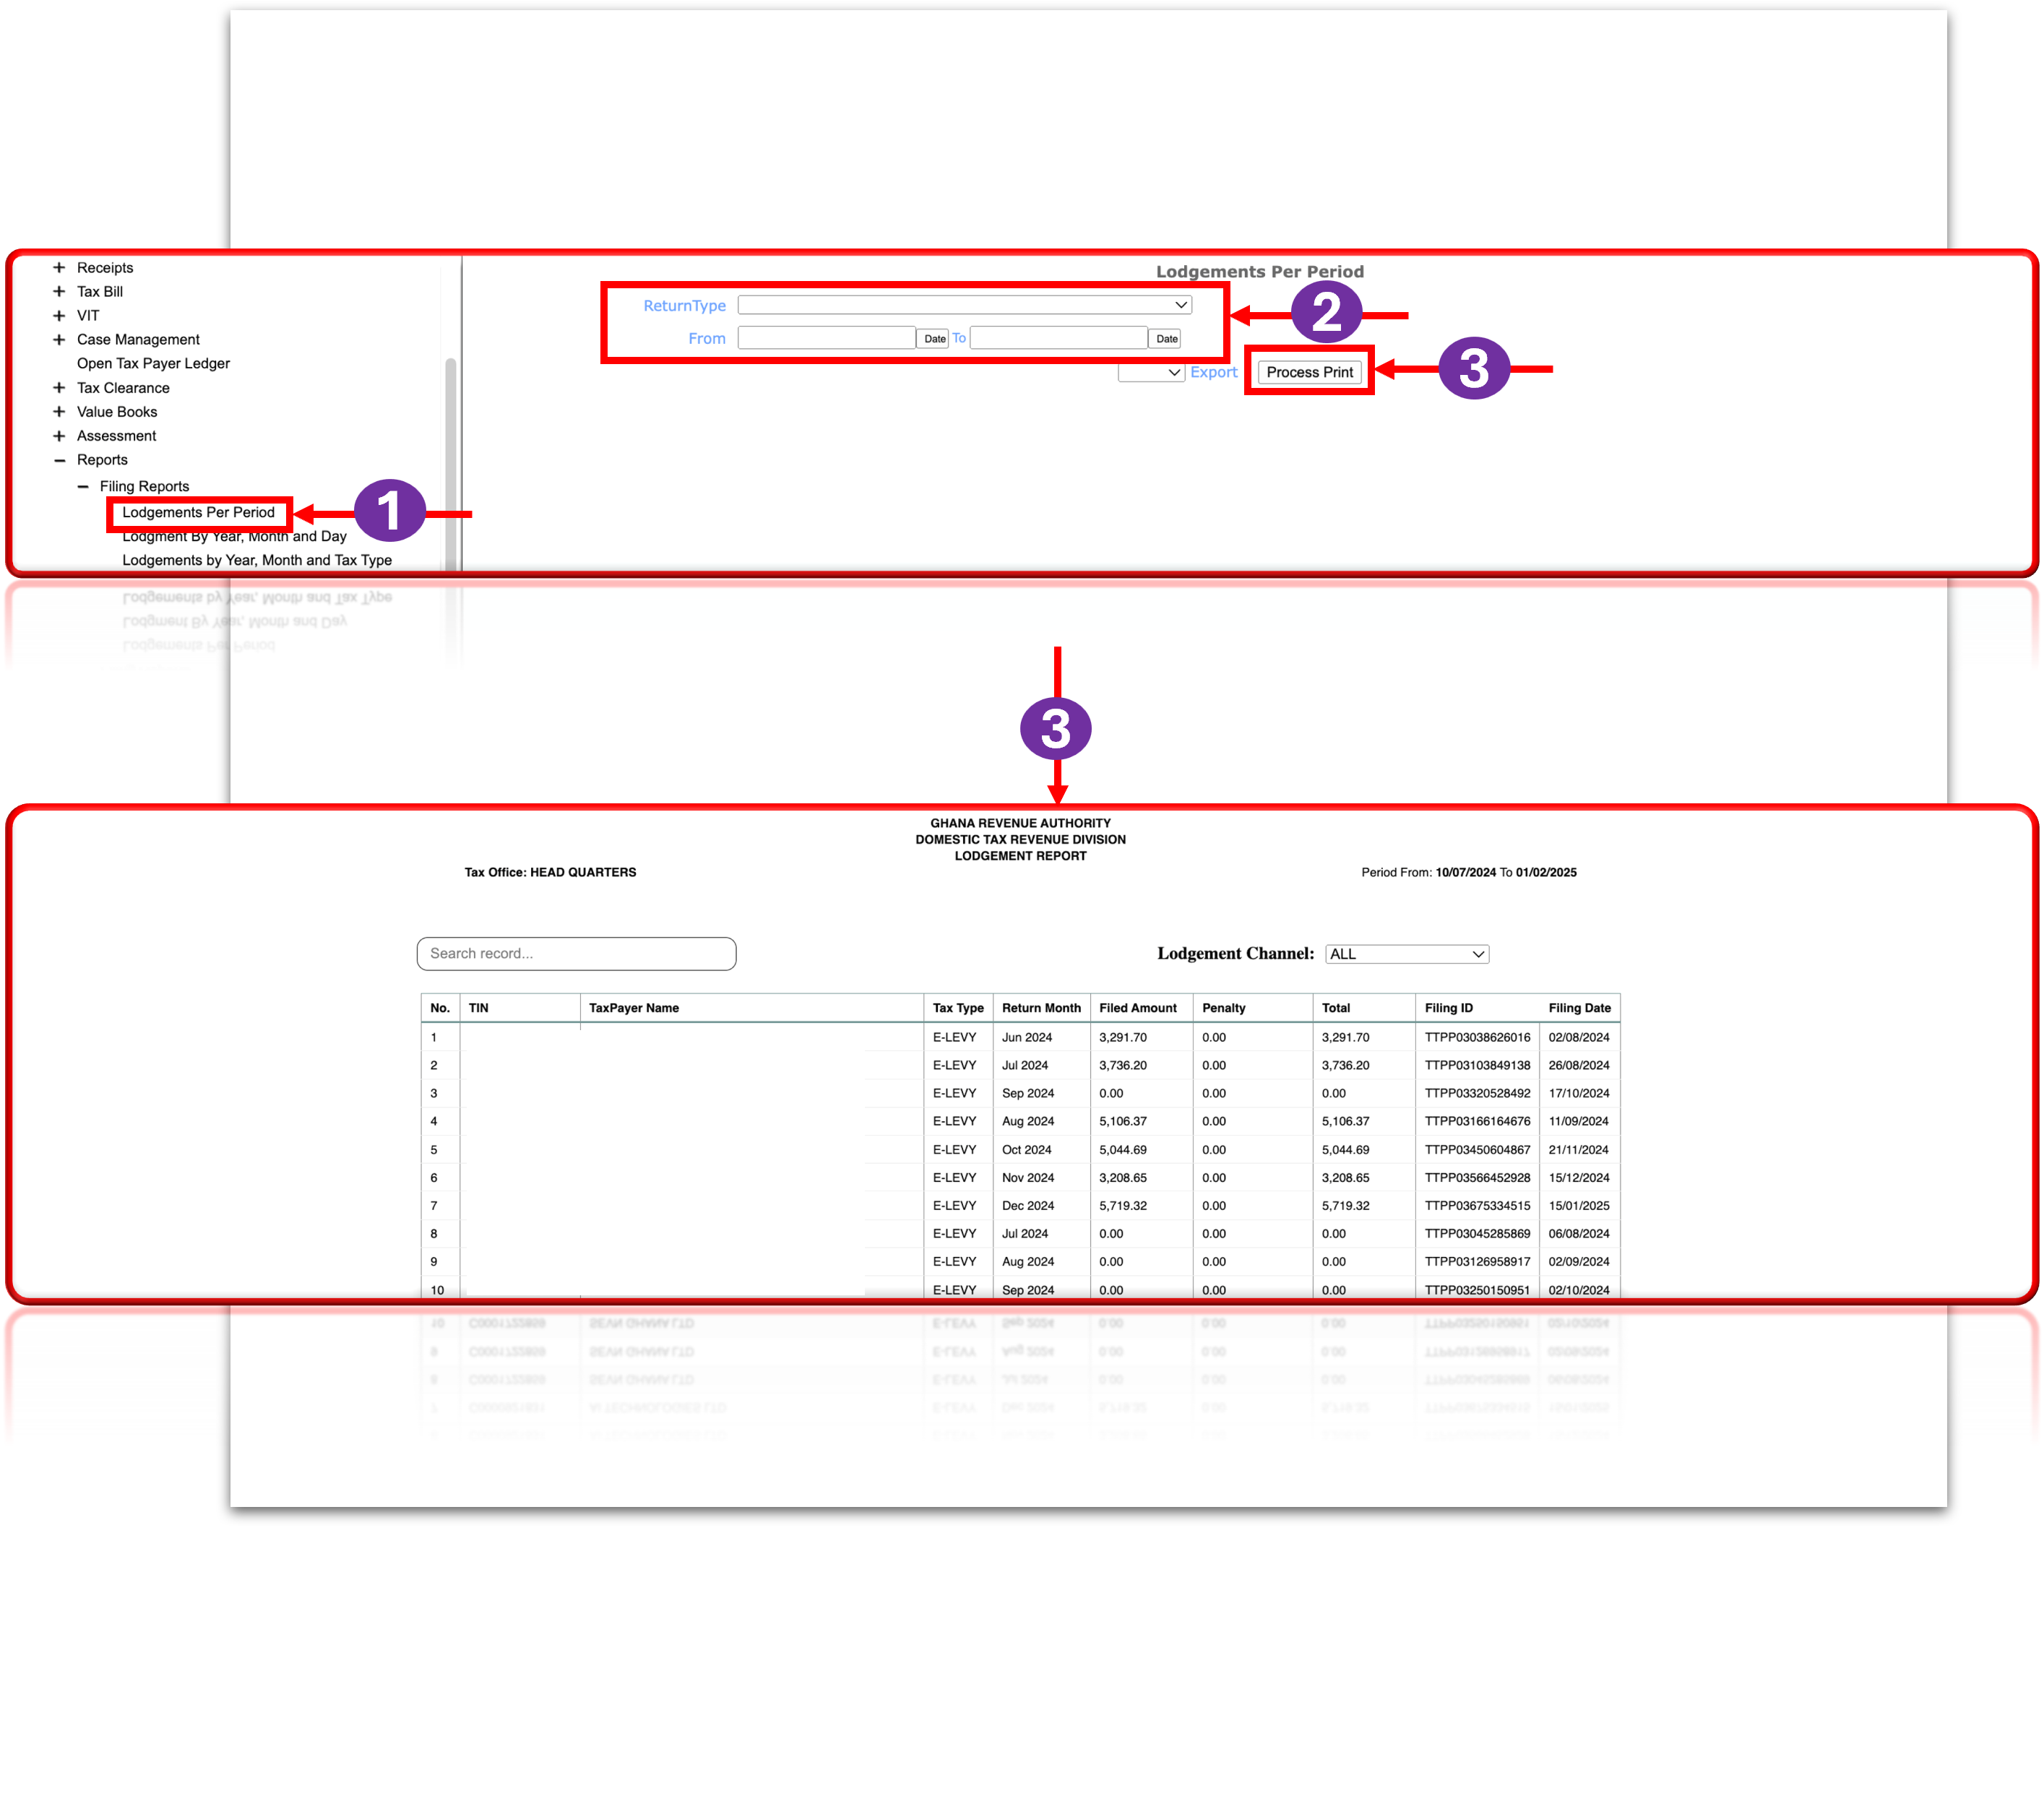 Receipts
Tax Bill
VIT
Case Management
Open Tax Payer Ledger
Tax Clearance
Value Books
Assessment
Reports
Filing Reports
Lodgements Per Period
Lodgment By Year, Month and Day
Lodgements by Year, Month and Tax Type
1
Lodgements Per Period
ReturnType
From Date To Date
2
Export Process Print
3
3
GHANA REVENUE AUTHORITY
DOMESTIC TAX REVENUE DIVISION
LODGEMENT REPORT
Tax Office: HEAD QUARTERS Period From: 10/07/2024 To 01/02/2025
Search record... Lodgement Channel: ALL
No. TIN TaxPayer Name Tax Type Return Month Filed Amount Penalty Total Filing ID Filing Date
1 E-LEVY Jun 2024 3,291.70 0.00 3,291.70 TTPP03038626016 02/08/2024
2 E-LEVY Jul 2024 3,736.20 0.00 3,736.20 TTPP03103849138 26/08/2024
3 E-LEVY Sep 2024 0.00 0.00 0.00 TTPP03320528492 17/10/2024
4 E-LEVY Aug 2024 5,106.37 0.00 5,106.37 TTPP03166164676 11/09/2024
5 E-LEVY Oct 2024 5,044.69 0.00 5,044.69 TTPP03450604867 21/11/2024
6 E-LEVY Nov 2024 3,208.65 0.00 3,208.65 TTPP03566452928 15/12/2024
7 E-LEVY Dec 2024 5,719.32 0.00 5,719.32 TTPP03675334515 15/01/2025
8 E-LEVY Jul 2024 0.00 0.00 0.00 TTPP03045285869 06/08/2024
9 E-LEVY Aug 2024 0.00 0.00 0.00 TTPP03126958917 02/09/2024
10 E-LEVY Sep 2024 0.00 0.00 0.00 TTPP03250150951 02/10/2024